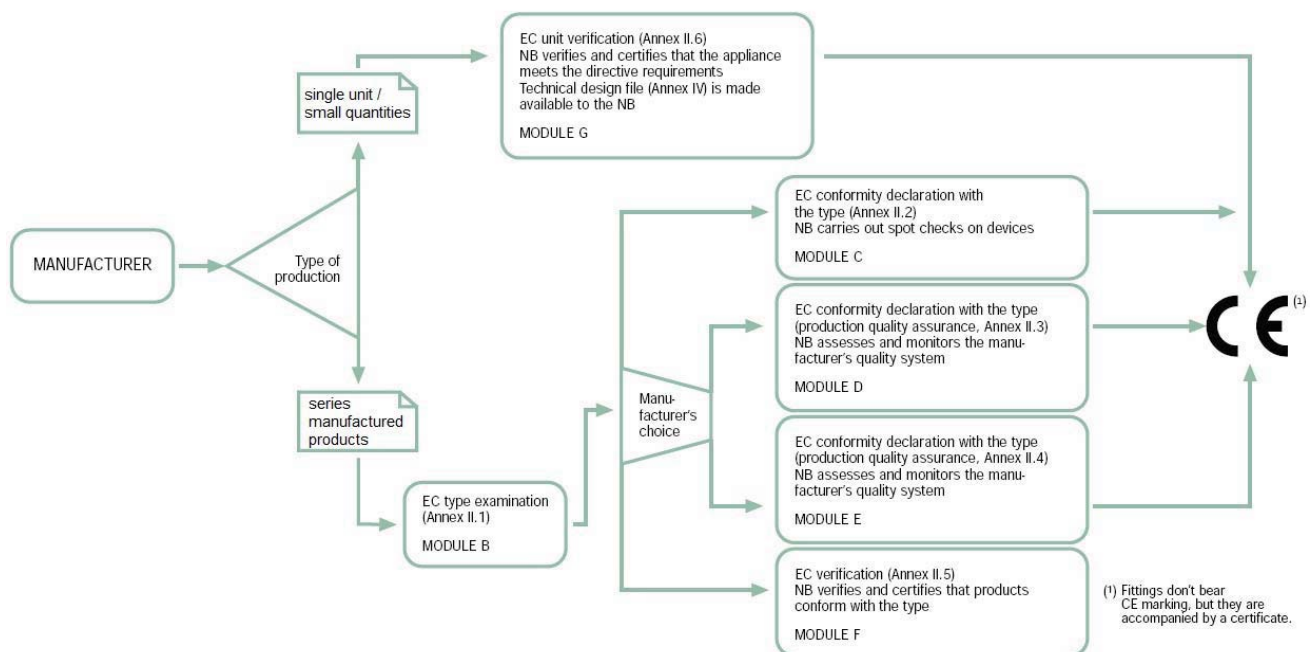 EC unit verification (Annex II.6)
NB verifies and certifies that the appliance
meets the directive requirements
Technical design file (Annex IV) is made
available to the NB
MODULE G
single unit /
small quantities
EC conformity declaration with
the type (Annex II.2)
NB carries out spot checks on devices
MODULE C
MANUFACTURER
Type of
production
CE (1)
EC conformity declaration with the type
(production quality assurance, Annex II.3)
NB assesses and monitors the manu-
facturer's quality system
MODULE D
series
manufactured
products
Manu-
facturer's
choice
EC conformity declaration with the type
(production quality assurance, Annex II.4)
NB assesses and monitors the manu-
facturer's quality system
MODULE E
EC type examination
(Annex II.1)
MODULE B
EC verification (Annex II.5)
NB verifies and certifies that products
conform with the type
MODULE F
(1) Fittings don't bear
CE marking, but they are
accompanied by a certificate.